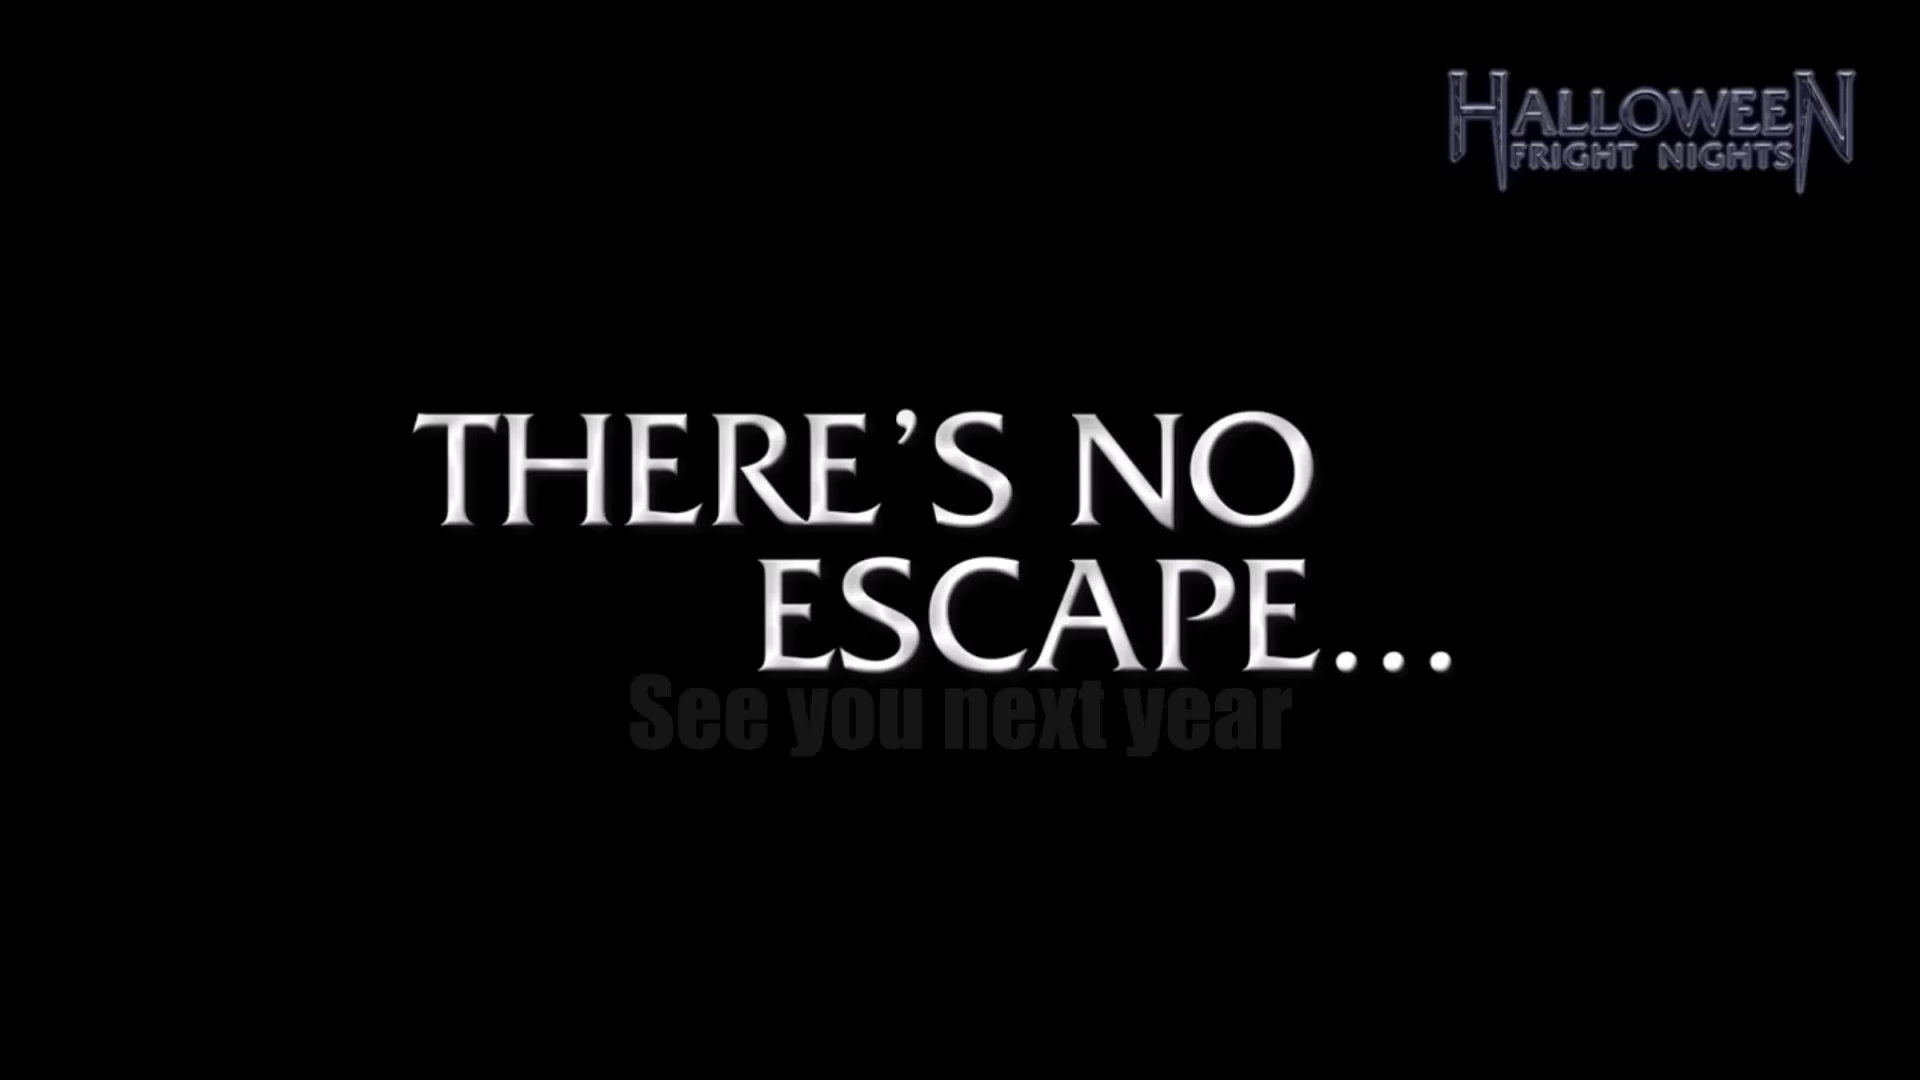 HALLOWEEN
FRIGHT NIGHTS
THERE'S NO
ESCAPE...
See you next year